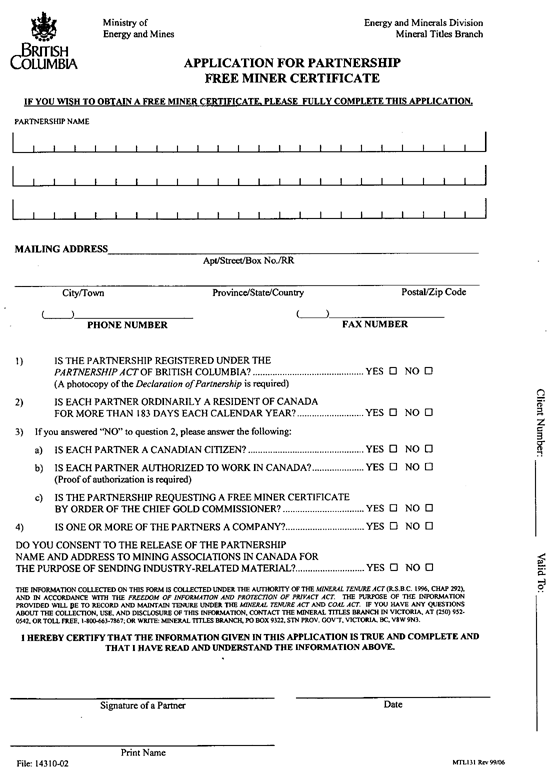 BRITISH
COLUMBIA
Ministry of
Energy and Mines
Energy and Minerals Division
Mineral Titles Branch
APPLICATION FOR PARTNERSHIP
FREE MINER CERTIFICATE
IF YOU WISH TO OBTAIN A FREE MINER CERTIFICATE, PLEASE FULLY COMPLETE THIS APPLICATION.
PARTNERSHIP NAME
MAILING ADDRESS
Apt/Street/Box No./RR
City/Town Province/State/Country Postal/Zip Code
( ) ( )
PHONE NUMBER FAX NUMBER
1) IS THE PARTNERSHIP REGISTERED UNDER THE
PARTNERSHIP ACT OF BRITISH COLUMBIA? YES ☐ NO ☐
(A photocopy of the Declaration of Partnership is required)
2) IS EACH PARTNER ORDINARILY A RESIDENT OF CANADA
FOR MORE THAN 183 DAYS EACH CALENDAR YEAR? YES ☐ NO ☐
3) If you answered “NO” to question 2, please answer the following:
a) IS EACH PARTNER A CANADIAN CITIZEN? YES ☐ NO ☐
b) IS EACH PARTNER AUTHORIZED TO WORK IN CANADA? YES ☐ NO ☐
(Proof of authorization is required)
c) IS THE PARTNERSHIP REQUESTING A FREE MINER CERTIFICATE
BY ORDER OF THE CHIEF GOLD COMMISSIONER? YES ☐ NO ☐
4) IS ONE OR MORE OF THE PARTNERS A COMPANY? YES ☐ NO ☐
DO YOU CONSENT TO THE RELEASE OF THE PARTNERSHIP
NAME AND ADDRESS TO MINING ASSOCIATIONS IN CANADA FOR
THE PURPOSE OF SENDING INDUSTRY-RELATED MATERIAL? YES ☐ NO ☐
THE INFORMATION COLLECTED ON THIS FORM IS COLLECTED UNDER THE AUTHORITY OF THE MINERAL TENURE ACT (R.S.B.C. 1996, CHAP 292),
AND IN ACCORDANCE WITH THE FREEDOM OF INFORMATION AND PROTECTION OF PRIVACY ACT. THE PURPOSE OF THE INFORMATION
PROVIDED WILL BE TO RECORD AND MAINTAIN TENURE UNDER THE MINERAL TENURE ACT AND COAL ACT. IF YOU HAVE ANY QUESTIONS
ABOUT THE COLLECTION, USE, AND DISCLOSURE OF THIS INFORMATION, CONTACT THE MINERAL TITLES BRANCH IN VICTORIA, AT (250) 952-
0542, OR TOLL FREE, 1-800-663-7867; OR WRITE: MINERAL TITLES BRANCH, PO BOX 9322, STN PROV. GOV'T, VICTORIA, BC, V8W 9N3.
I HEREBY CERTIFY THAT THE INFORMATION GIVEN IN THIS APPLICATION IS TRUE AND COMPLETE AND
THAT I HAVE READ AND UNDERSTAND THE INFORMATION ABOVE.
Signature of a Partner Date
Print Name
File: 14310-02 MTL131 Rev 99/06
Client Number:
Valid To: